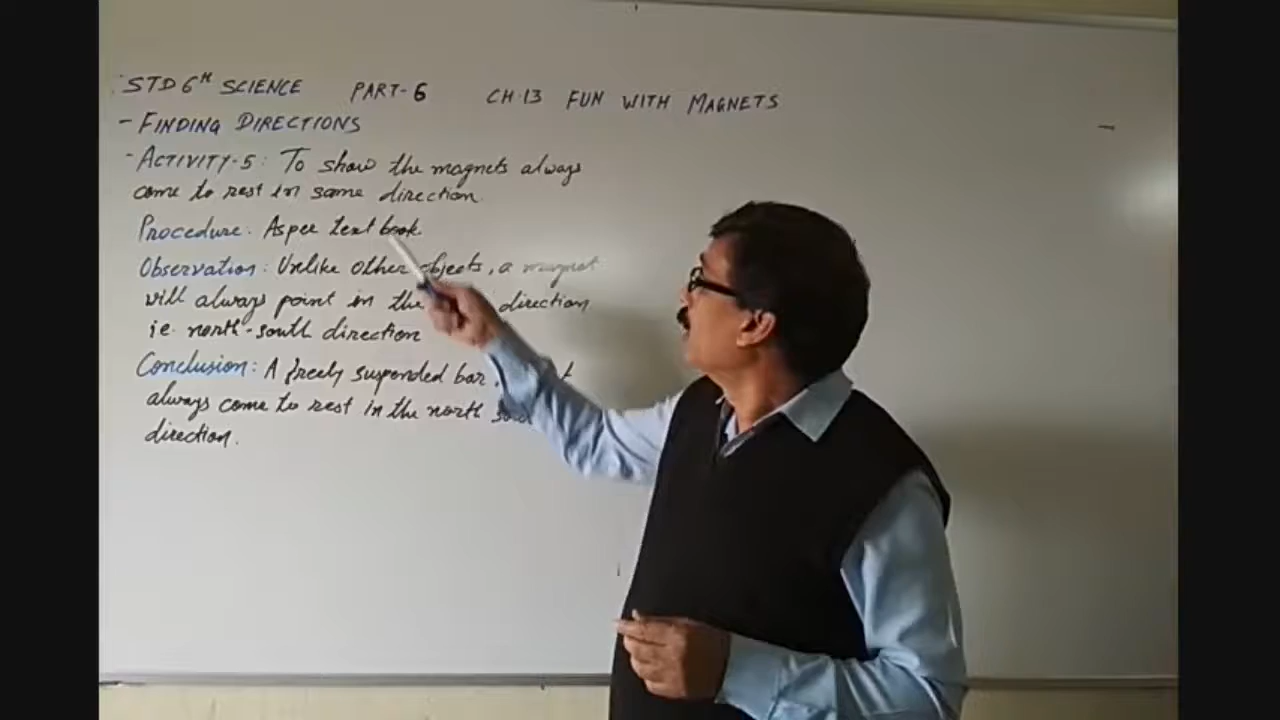 STD 6TH SCIENCE PART-6 CH.13 FUN WITH MAGNETS
- FINDING DIRECTIONS
- ACTIVITY-5: To show the magnets always
come to rest in same direction.
Procedure: As per text book
Observation: Unlike other objects, a magnet
will always point in the direction
ie. north-south direction
Conclusion: A freely suspended bar
always come to rest in the north
direction.